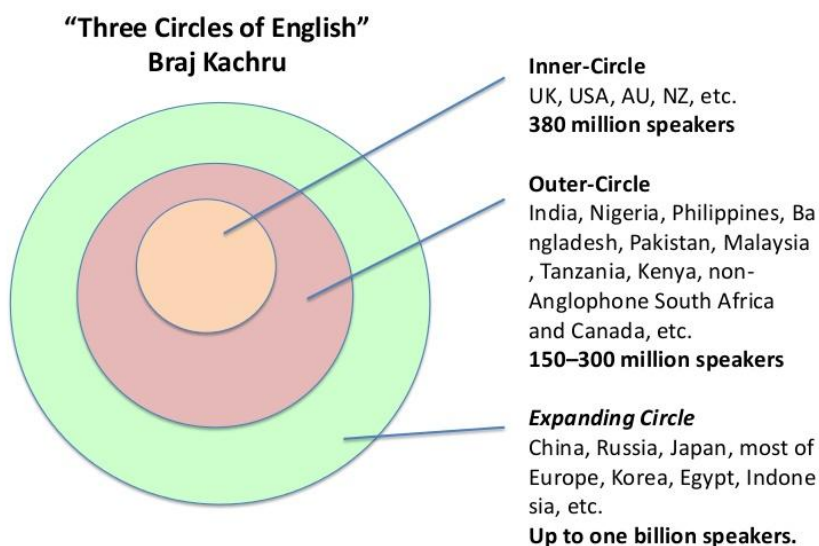 “Three Circles of English”
Braj Kachru
Inner-Circle
UK, USA, AU, NZ, etc.
380 million speakers
Outer-Circle
India, Nigeria, Philippines, Ba
ngladesh, Pakistan, Malaysia
, Tanzania, Kenya, non-
Anglophone South Africa
and Canada, etc.
150–300 million speakers
Expanding Circle
China, Russia, Japan, most of
Europe, Korea, Egypt, Indone
sia, etc.
Up to one billion speakers.